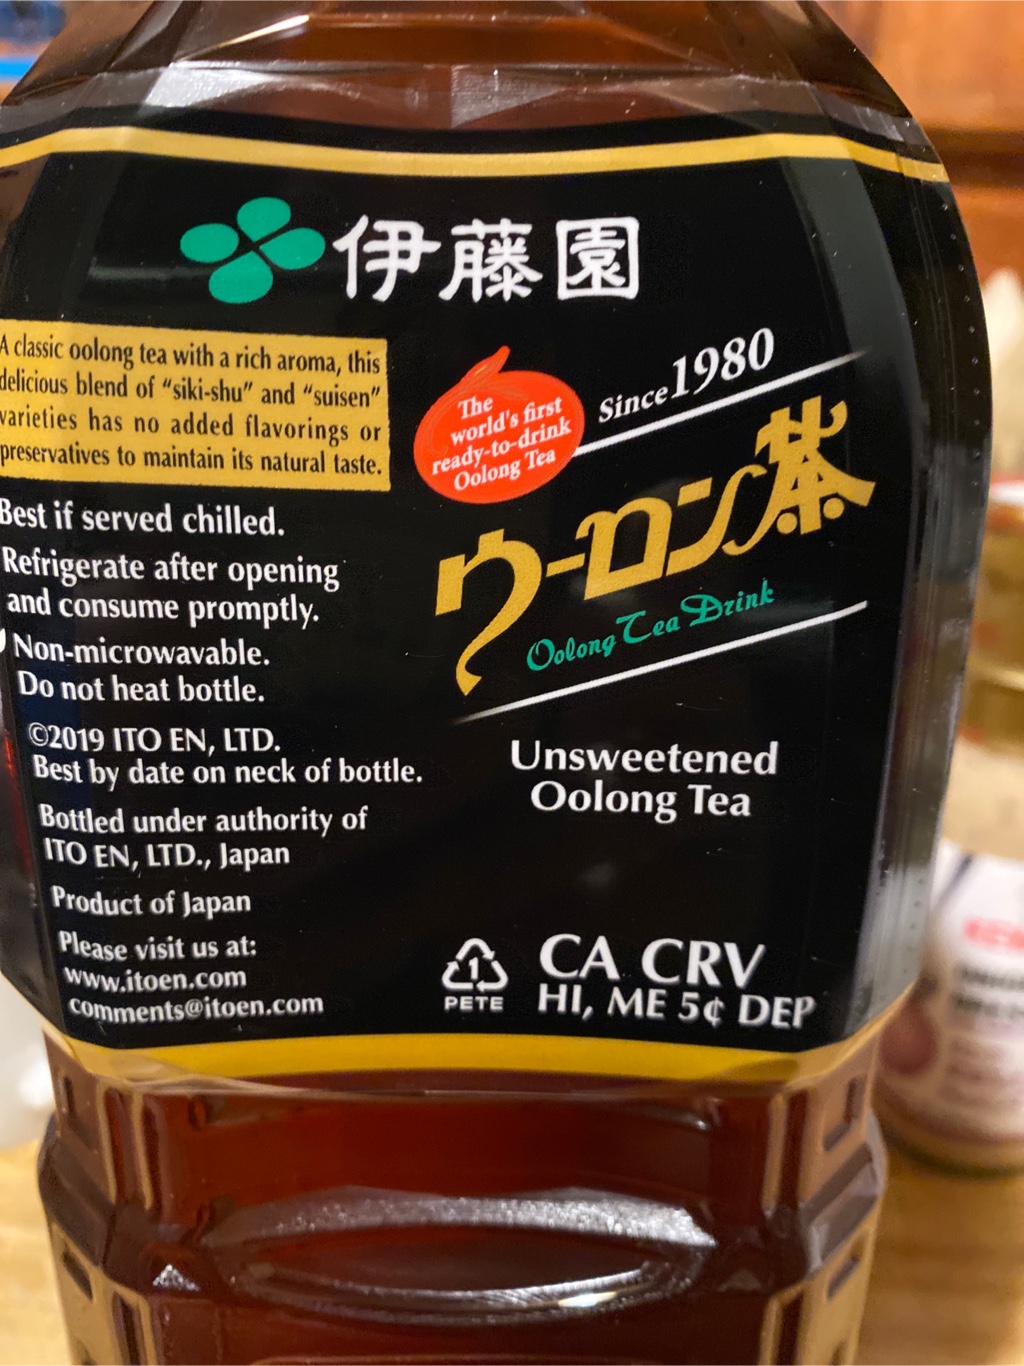 伊藤園
A classic oolong tea with a rich aroma, this
delicious blend of “siki-shu” and “suisen”
varieties has no added flavorings or
preservatives to maintain its natural taste.
Best if served chilled.
Refrigerate after opening
and consume promptly.
Non-microwavable.
Do not heat bottle.
©2019 ITO EN, LTD.
Best by date on neck of bottle.
Bottled under authority of
ITO EN, LTD., Japan
Product of Japan
Please visit us at:
www.itoen.com
comments@itoen.com
The
world's first
ready-to-drink
Oolong Tea
Since 1980
ウーロン茶
Oolong Tea Drink
Unsweetened
Oolong Tea
1
PETE
CA CRV
HI, ME 5¢ DEP